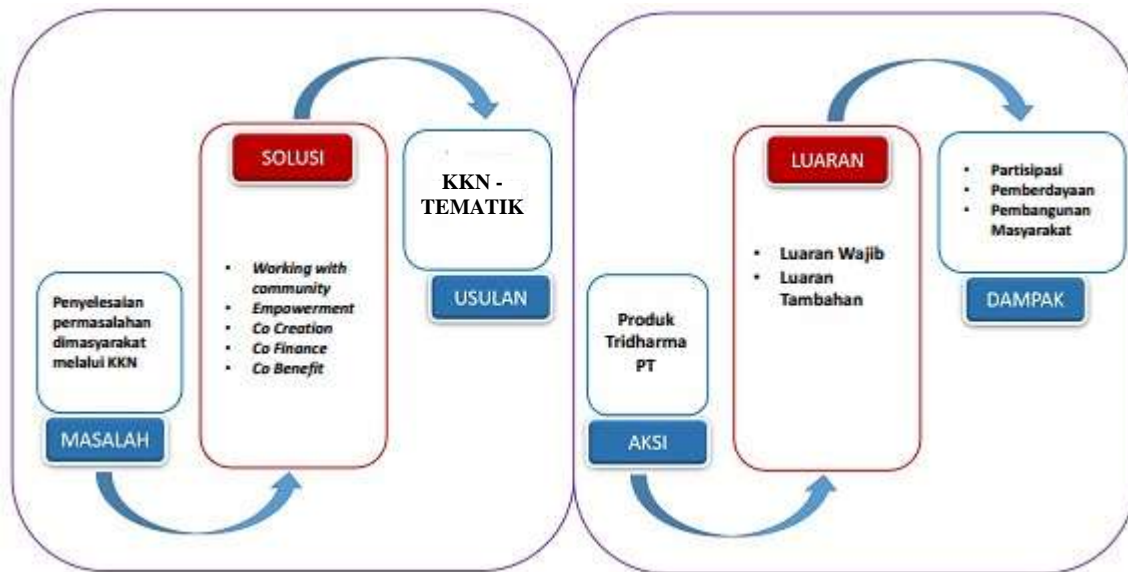 Penyelesaian
permasalahan
dimasyarakat
melalui KKN
MASALAH
SOLUSI
• Working with
community
• Empowerment
• Co Creation
• Co Finance
• Co Benefit
KKN -
TEMATIK
USULAN
Produk
Tridharma
PT
AKSI
LUARAN
• Luaran Wajib
• Luaran
Tambahan
• Partisipasi
• Pemberdayaan
• Pembangunan
Masyarakat
DAMPAK